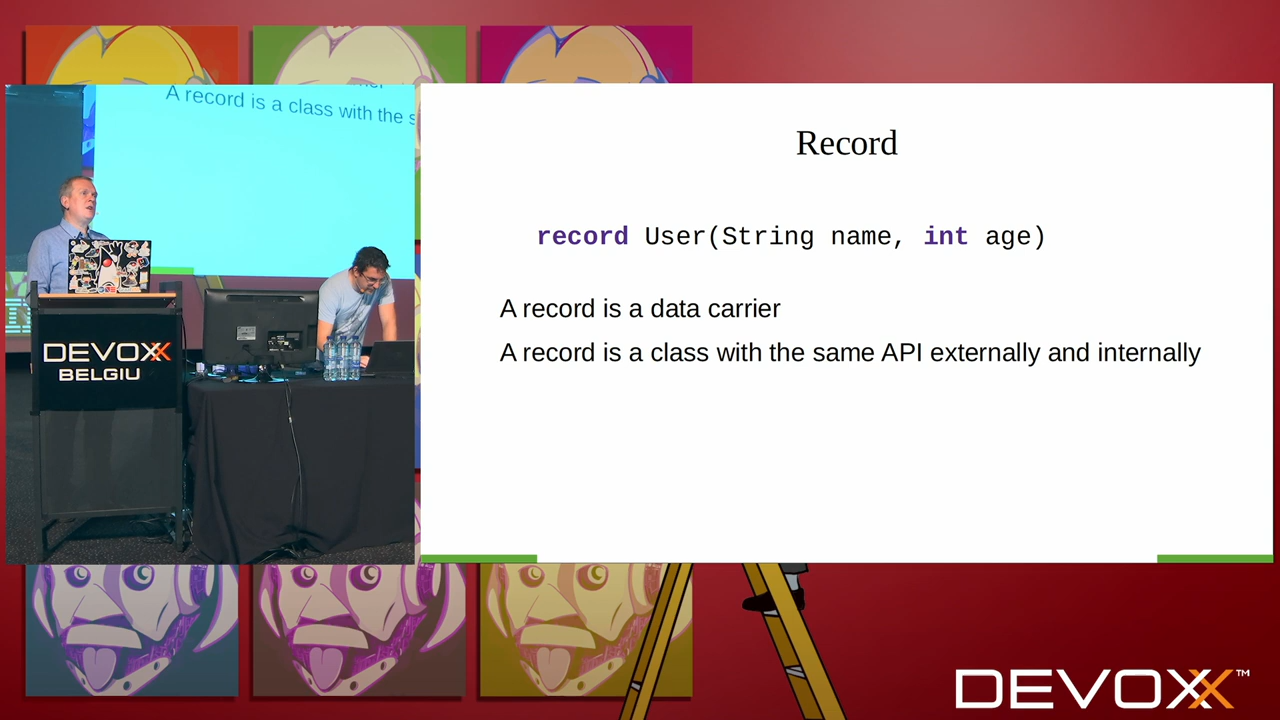 A record is a class with the s
DEVOXX
BELGIU
Record
record User(String name, int age)
A record is a data carrier
A record is a class with the same API externally and internally
DEVOXX™